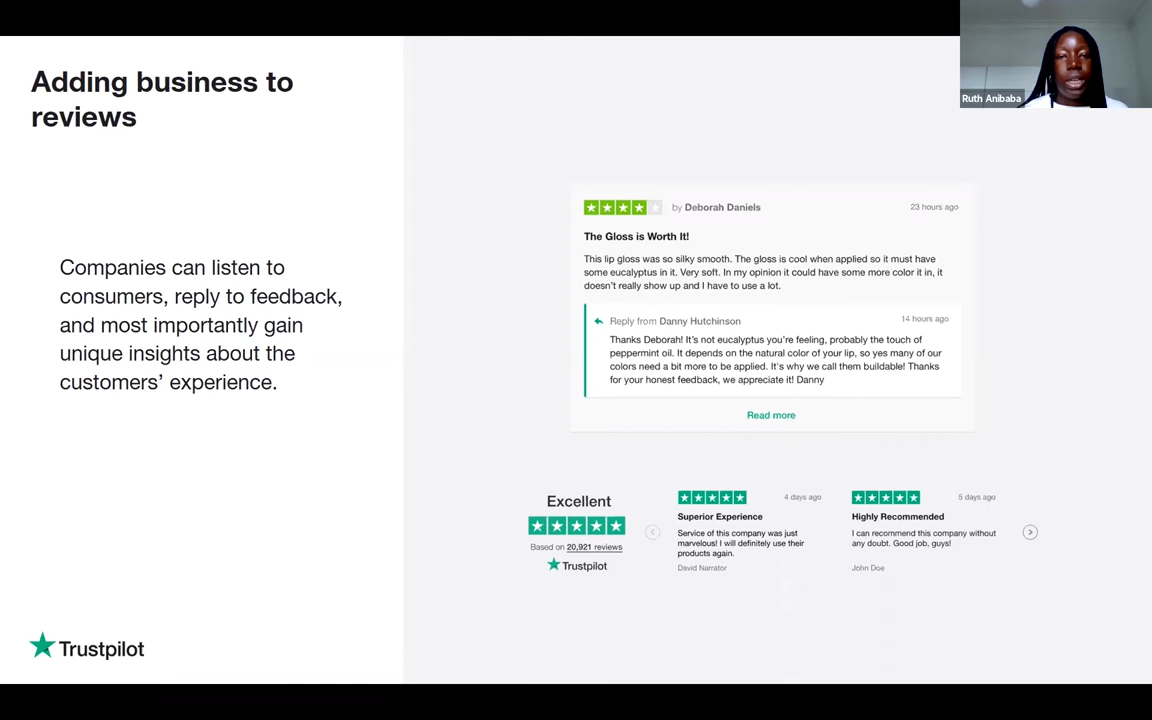 Adding business to
reviews
Ruth Anibaba
Companies can listen to
consumers, reply to feedback,
and most importantly gain
unique insights about the
customers’ experience.
by Deborah Daniels
23 hours ago
The Gloss is Worth It!
This lip gloss was so silky smooth. The gloss is cool when applied so it must have
some eucalyptus in it. Very soft. In my opinion it could have some more color it in, it
doesn’t really show up and I have to use a lot.
Reply from Danny Hutchinson
14 hours ago
Thanks Deborah! It’s not eucalyptus you’re feeling, probably the touch of
peppermint oil. It depends on the natural color of your lip, so yes many of our
colors need a bit more to be applied. It's why we call them buildable! Thanks
for your honest feedback, we appreciate it! Danny
Read more
Excellent
Based on 20,921 reviews
Trustpilot
4 days ago
Superior Experience
Service of this company was just
marvelous! I will definitely use their
products again.
David Narrator
5 days ago
Highly Recommended
I can recommend this company without
any doubt. Good job, guys!
John Doe
Trustpilot